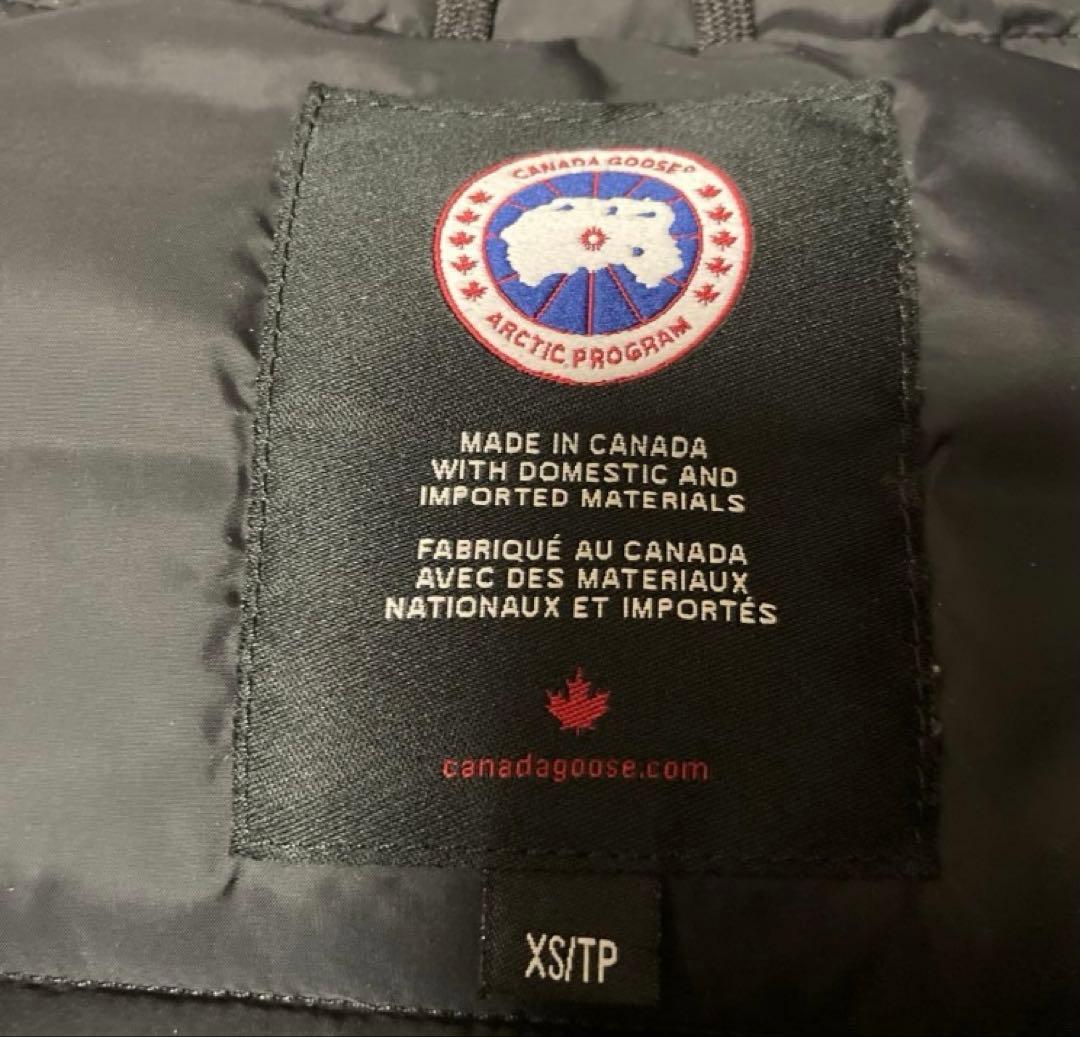 CANADA GOOSE®
ARCTIC PROGRAM
MADE IN CANADA
WITH DOMESTIC AND
IMPORTED MATERIALS
FABRIQUÉ AU CANADA
AVEC DES MATERIAUX
NATIONAUX ET IMPORTÉS
canadagoose.com
XS/TP